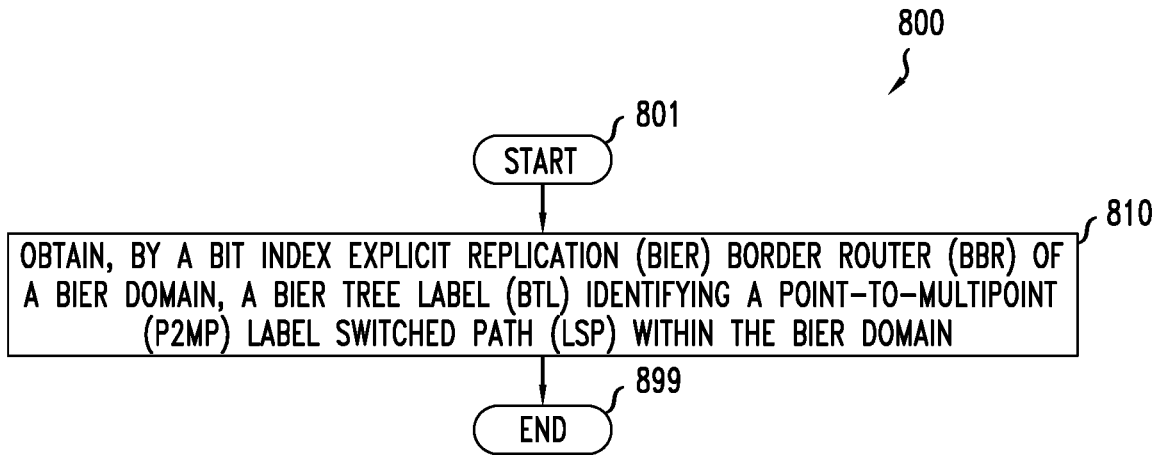 800
801
START
810
OBTAIN, BY A BIT INDEX EXPLICIT REPLICATION (BIER) BORDER ROUTER (BBR) OF
A BIER DOMAIN, A BIER TREE LABEL (BTL) IDENTIFYING A POINT-TO-MULTIPOINT
(P2MP) LABEL SWITCHED PATH (LSP) WITHIN THE BIER DOMAIN
899
END